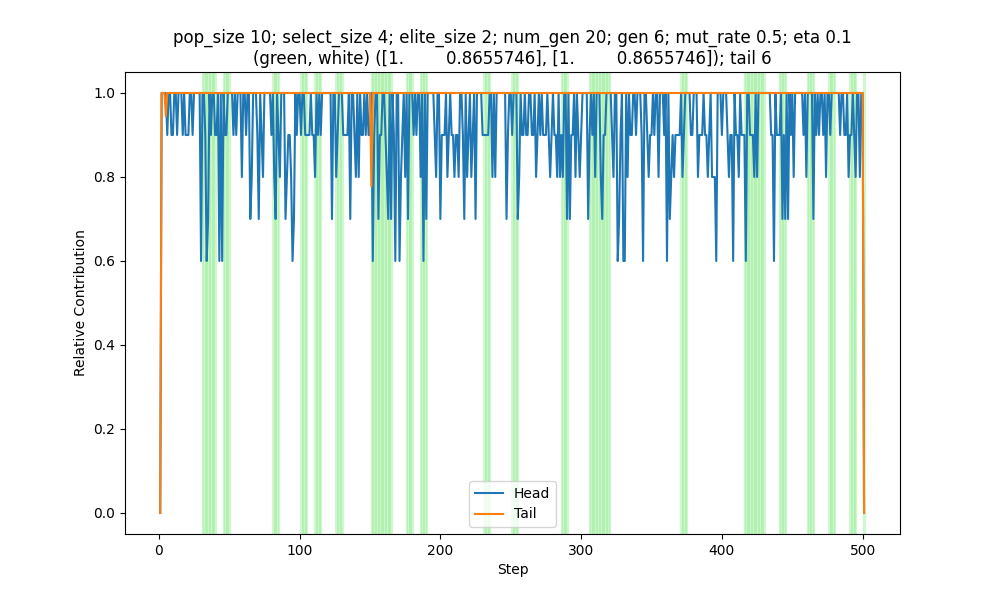 pop_size 10; select_size 4; elite_size 2; num_gen 20; gen 6; mut_rate 0.5; eta 0.1
(green, white) ([1. 0.8655746], [1. 0.8655746]); tail 6
1.0
0.8
0.6
0.4
0.2
0.0
Relative Contribution
Head
Tail
0
100
200
300
400
500
Step